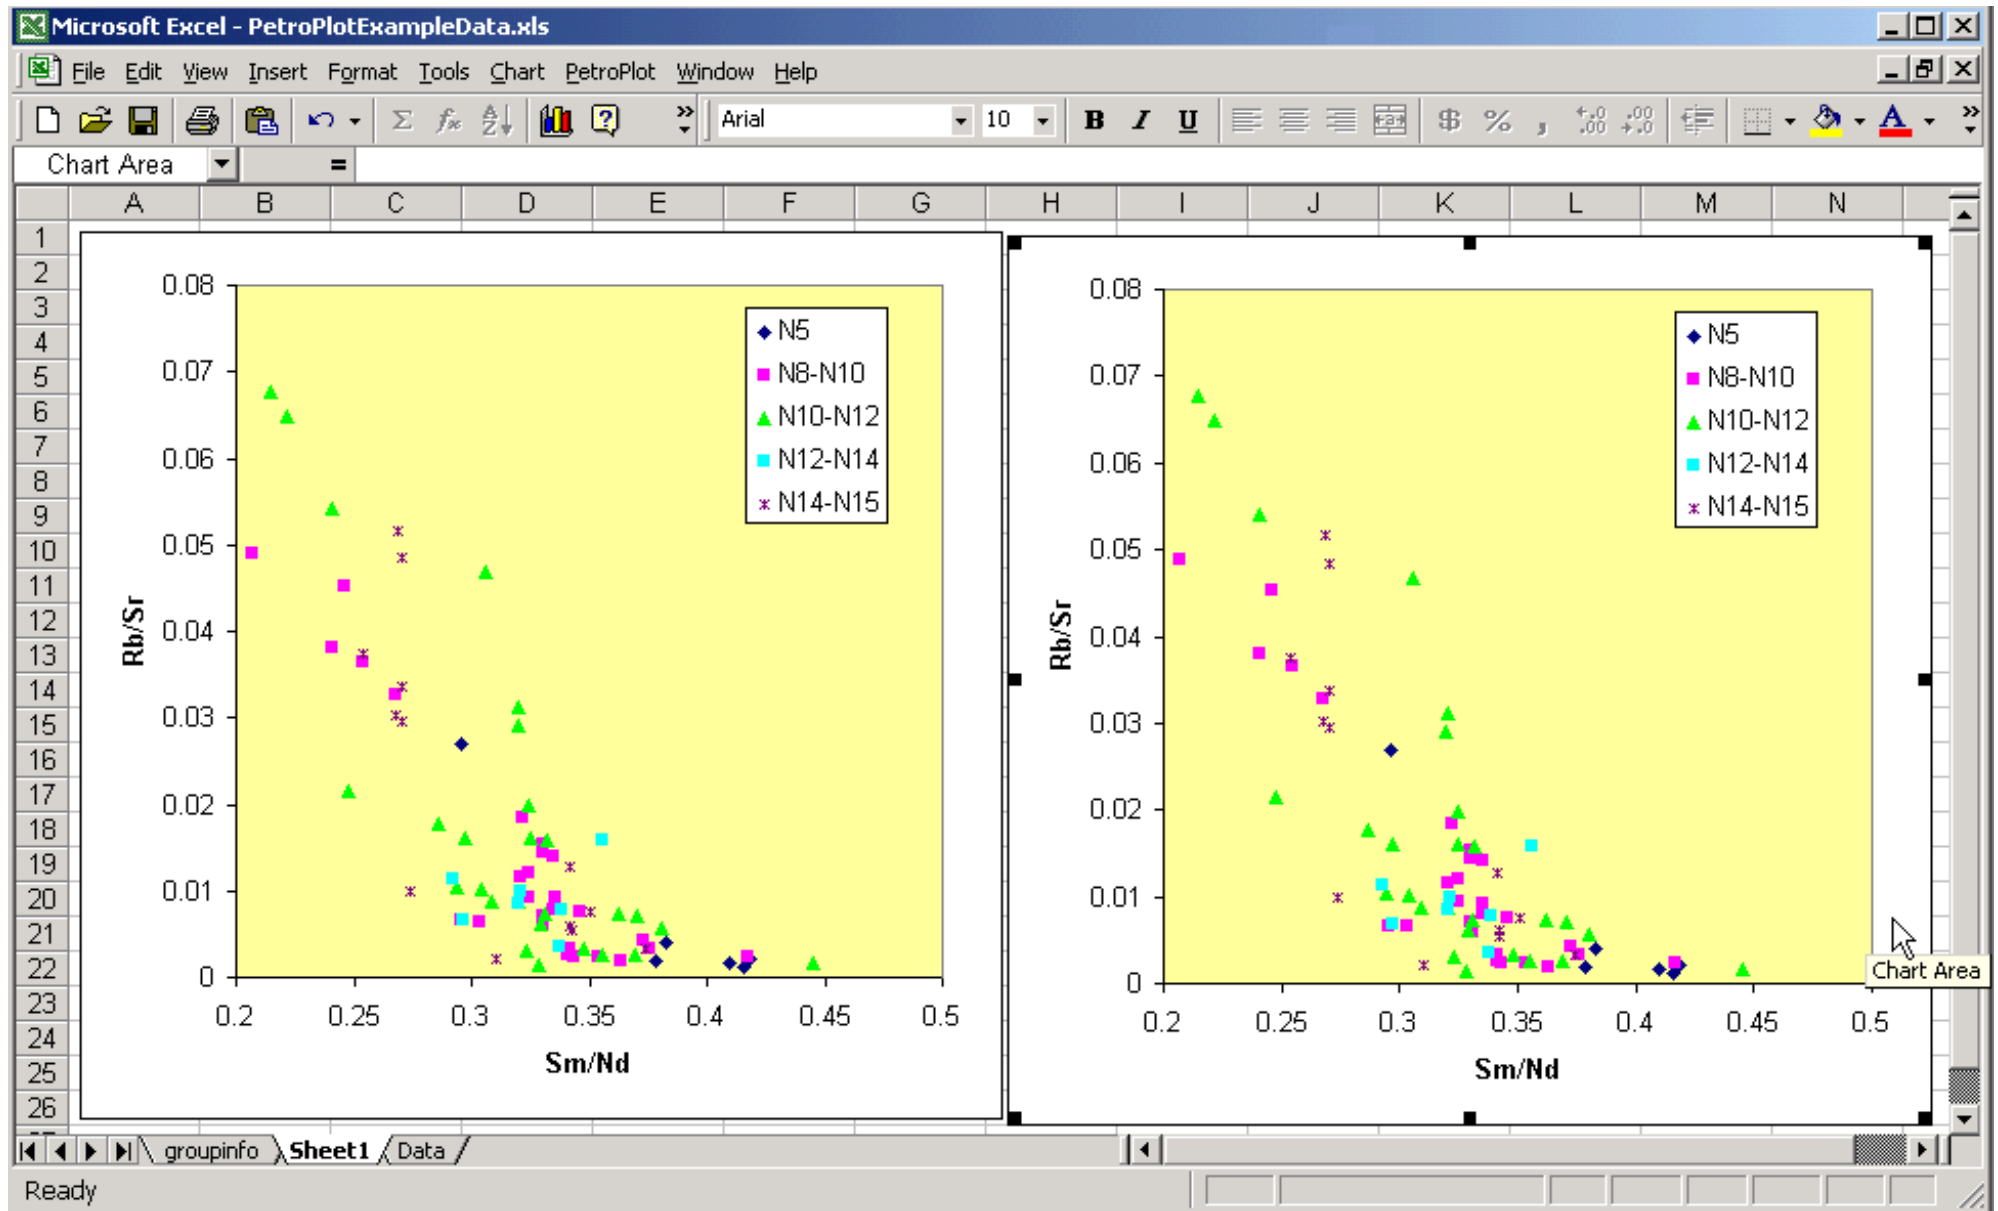 Microsoft Excel - PetroPlotExampleData.xls
File Edit View Insert Format Tools Chart PetroPlot Window Help
Arial 10 B I U $ % , +.0 .00 .00 +.0 A
Chart Area =
A B C D E F G H I J K L M N
1
2
3
4
5
6
7
8
9
10
11
12
13
14
15
16
17
18
19
20
21
22
23
24
25
26
0.08
0.07
0.06
0.05
0.04
0.03
0.02
0.01
0
Rb/Sr
N5
N8-N10
N10-N12
N12-N14
N14-N15
0.2 0.25 0.3 0.35 0.4 0.45 0.5
Sm/Nd
0.08
0.07
0.06
0.05
0.04
0.03
0.02
0.01
0
Rb/Sr
N5
N8-N10
N10-N12
N12-N14
N14-N15
Chart Area
0.2 0.25 0.3 0.35 0.4 0.45 0.5
Sm/Nd
groupinfo Sheet1 Data
Ready